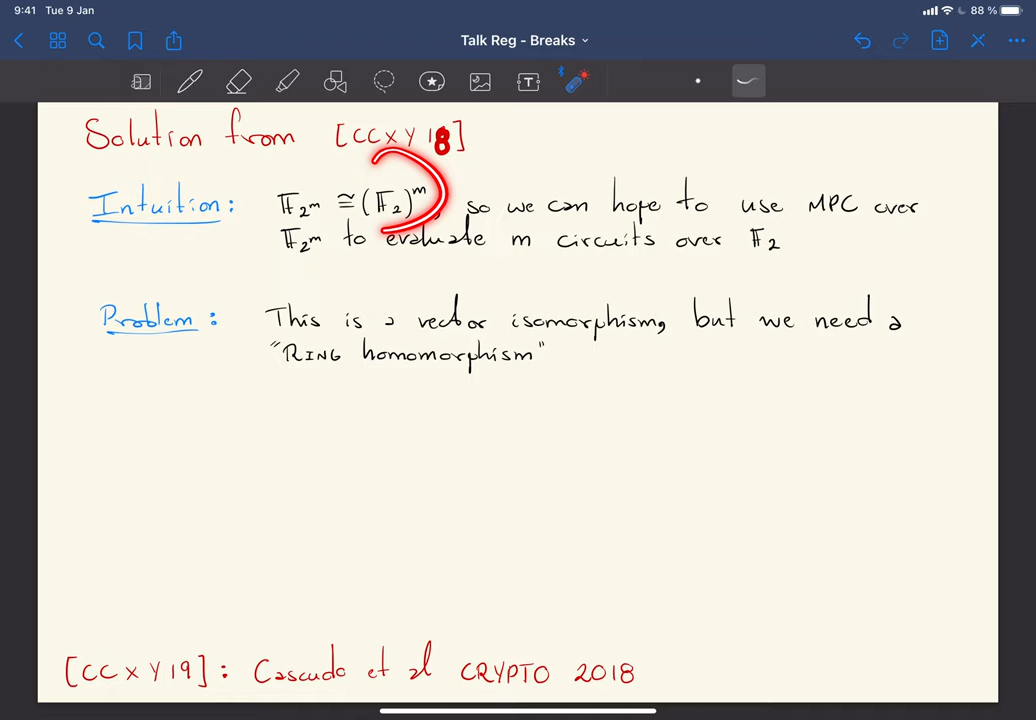 9:41 Tue 9 Jan 88 %
Talk Reg - Breaks
T
Solution from [CCXY18]
Intuition: 𝔽₂ᵐ ≅ (𝔽₂)ᵐ, so we can hope to use MPC over
𝔽₂ᵐ to evaluate m circuits over 𝔽₂
Problem: This is a vector isomorphism, but we need a
"RING homomorphism"
[CCXY19]: Cascudo et al CRYPTO 2018